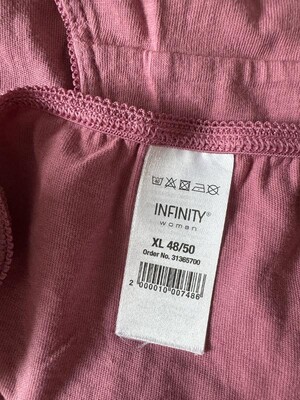 INFINITY®
woman
XL 48/50
Order No. 31365700
2 000010 007486